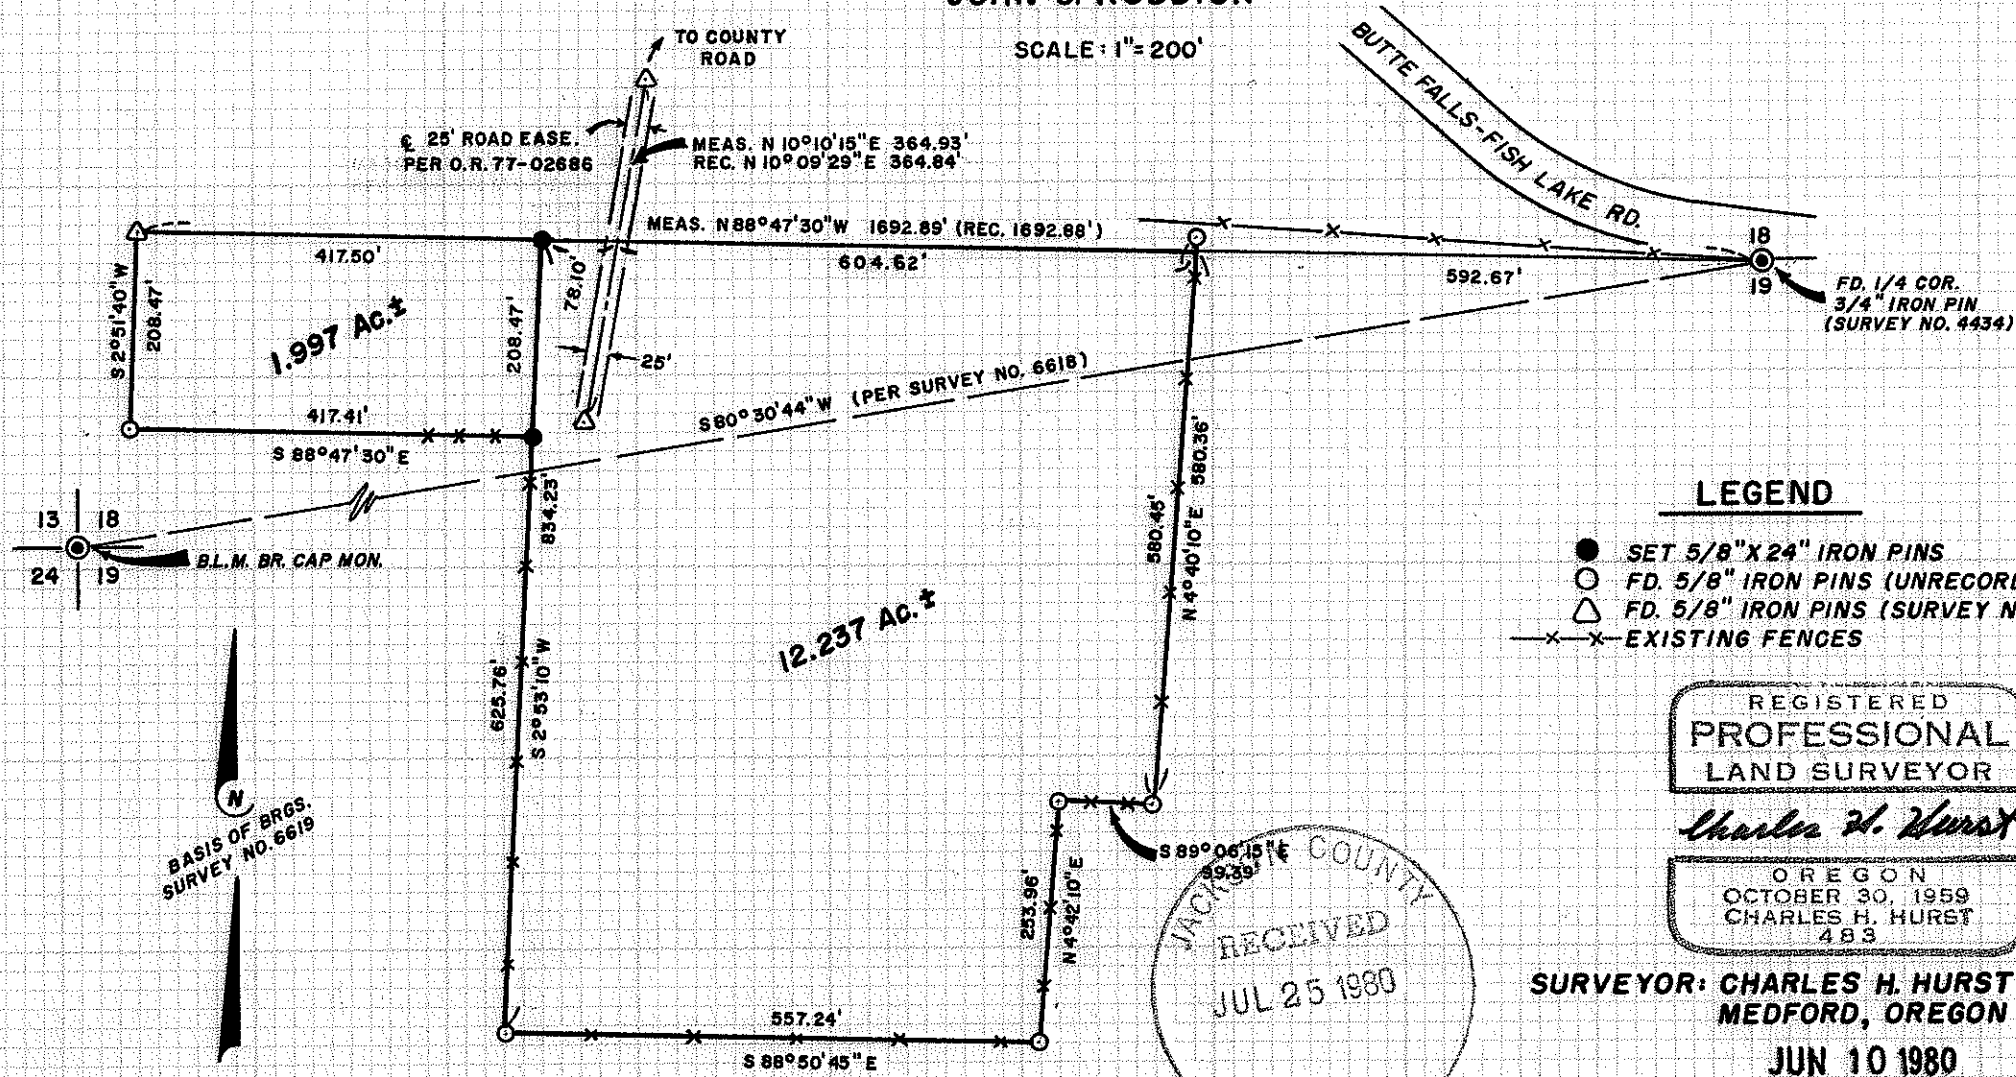 SCALE: 1"= 200'
TO COUNTY
ROAD
BUTTE FALLS-FISH LAKE RD.
℄ 25' ROAD EASE.
PER O.R. 77-02686
MEAS. N 10°10'15"E 364.93'
REC. N 10°09'29"E 364.84'
MEAS. N 88°47'30"W 1692.89' (REC. 1692.88')
417.50'
604.62'
592.67'
18
19
FD. 1/4 COR.
3/4" IRON PIN
(SURVEY NO. 4434)
S 2°51'40"W
208.47'
1.997 Ac.±
208.47'
78.10'
25'
417.41'
S 88°47'30"E
S 80°30'44"W (PER SURVEY NO. 6618)
13 18
24 19
B.L.M. BR. CAP MON.
834.23'
580.45'
N 4°40'10"E 580.36'
12.237 Ac.±
625.76'
S 2°53'10"W
LEGEND
SET 5/8"X 24" IRON PINS
FD. 5/8" IRON PINS
FD. 5/8" IRON PINS (SURVEY
EXISTING FENCES
N
BASIS OF BRGS.
SURVEY NO. 6619
S 89°06'15"E
99.39'
253.96'
N 4°42'10"E
557.24'
S 88°50'45"E
JACKSON COUNTY
RECEIVED
JUL 25 1980
REGISTERED
PROFESSIONAL
LAND SURVEYOR
Charles H. Hurst
OREGON
OCTOBER 30, 1959
CHARLES H. HURST
483
SURVEYOR: CHARLES H. HURST
MEDFORD, OREGON
JUN 10 1980